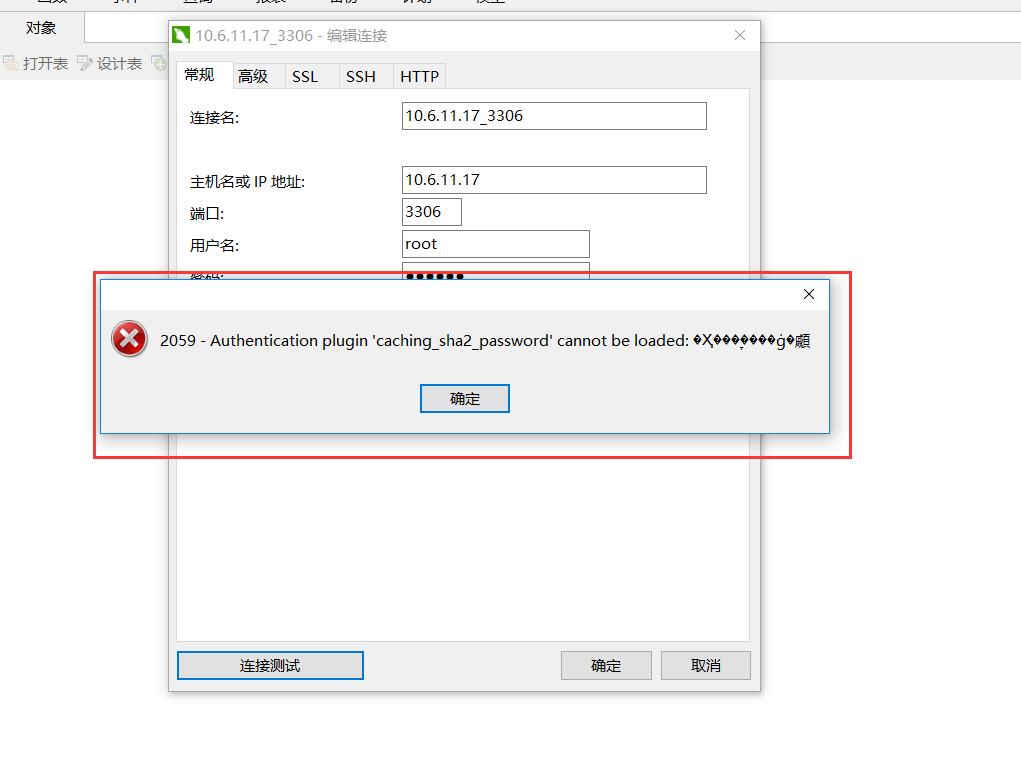 对象
打开表 设计表
10.6.11.17_3306 - 编辑连接
常规 高级 SSL SSH HTTP
连接名: 10.6.11.17_3306
主机名或 IP 地址: 10.6.11.17
端口: 3306
用户名: root
密码: ●●●●●●
2059 - Authentication plugin 'caching_sha2_password' cannot be loaded:
确定
连接测试 确定 取消